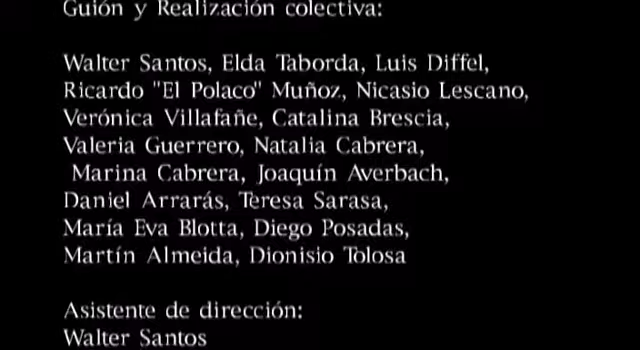 Guión y Realización colectiva:
Walter Santos, Elda Taborda, Luis Diffel,
Ricardo "El Polaco" Muñoz, Nicasio Lescano,
Verónica Villafañe, Catalina Brescia,
Valeria Guerrero, Natalia Cabrera,
Marina Cabrera, Joaquín Averbach,
Daniel Arrarás, Teresa Sarasa,
María Eva Blotta, Diego Posadas,
Martín Almeida, Dionisio Tolosa
Asistente de dirección:
Walter Santos